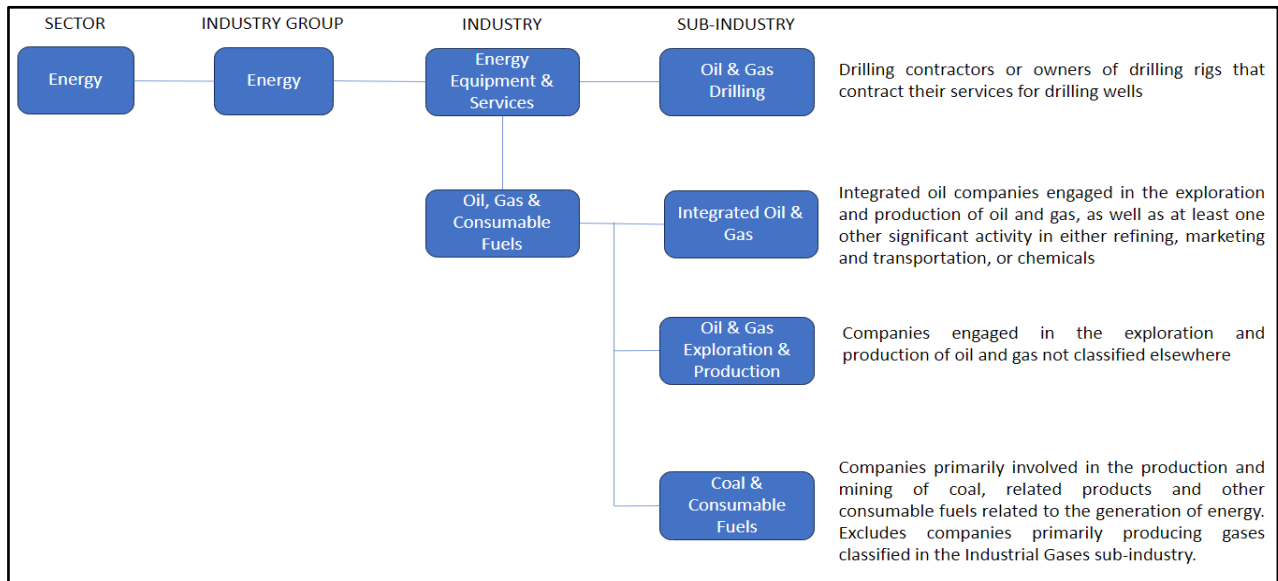 SECTOR
INDUSTRY GROUP
INDUSTRY
SUB-INDUSTRY
Energy
Energy
Energy
Equipment &
Services
Oil & Gas
Drilling
Drilling contractors or owners of drilling rigs that
contract their services for drilling wells
Oil, Gas &
Consumable
Fuels
Integrated Oil &
Gas
Integrated oil companies engaged in the exploration
and production of oil and gas, as well as at least one
other significant activity in either refining, marketing
and transportation, or chemicals
Oil & Gas
Exploration &
Production
Companies engaged in the exploration and
production of oil and gas not classified elsewhere
Coal &
Consumable
Fuels
Companies primarily involved in the production and
mining of coal, related products and other
consumable fuels related to the generation of energy.
Excludes companies primarily producing gases
classified in the Industrial Gases sub-industry.